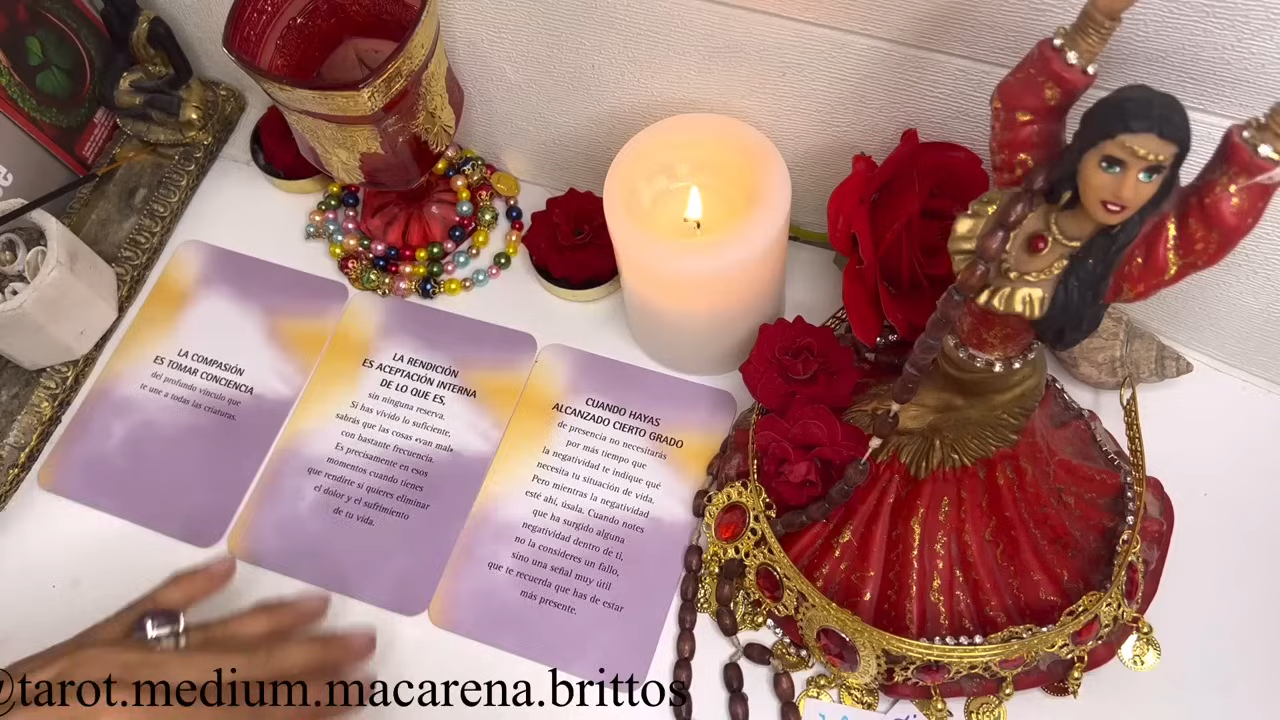 LA COMPASIÓN
ES TOMAR CONCIENCIA
del profundo vínculo que
te une a todas las criaturas.
LA RENDICIÓN
ES ACEPTACIÓN INTERNA
DE LO QUE ES,
sin ninguna reserva.
Si has vivido lo suficiente,
sabrás que las cosas «van mal»
con bastante frecuencia.
Es precisamente en esos
momentos cuando tienes
que rendirte si quieres eliminar
el dolor y el sufrimiento
de tu vida.
CUANDO HAYAS
ALCANZADO CIERTO GRADO
de presencia no necesitarás
por más tiempo que
la negatividad te indique qué
necesita tu situación de vida.
Pero mientras la negatividad
esté ahí, úsala. Cuando notes
que ha surgido alguna
negatividad dentro de ti,
no la consideres un fallo,
sino una señal muy útil
que te recuerda que has de estar
más presente.
@tarot.medium.macarena.brittos